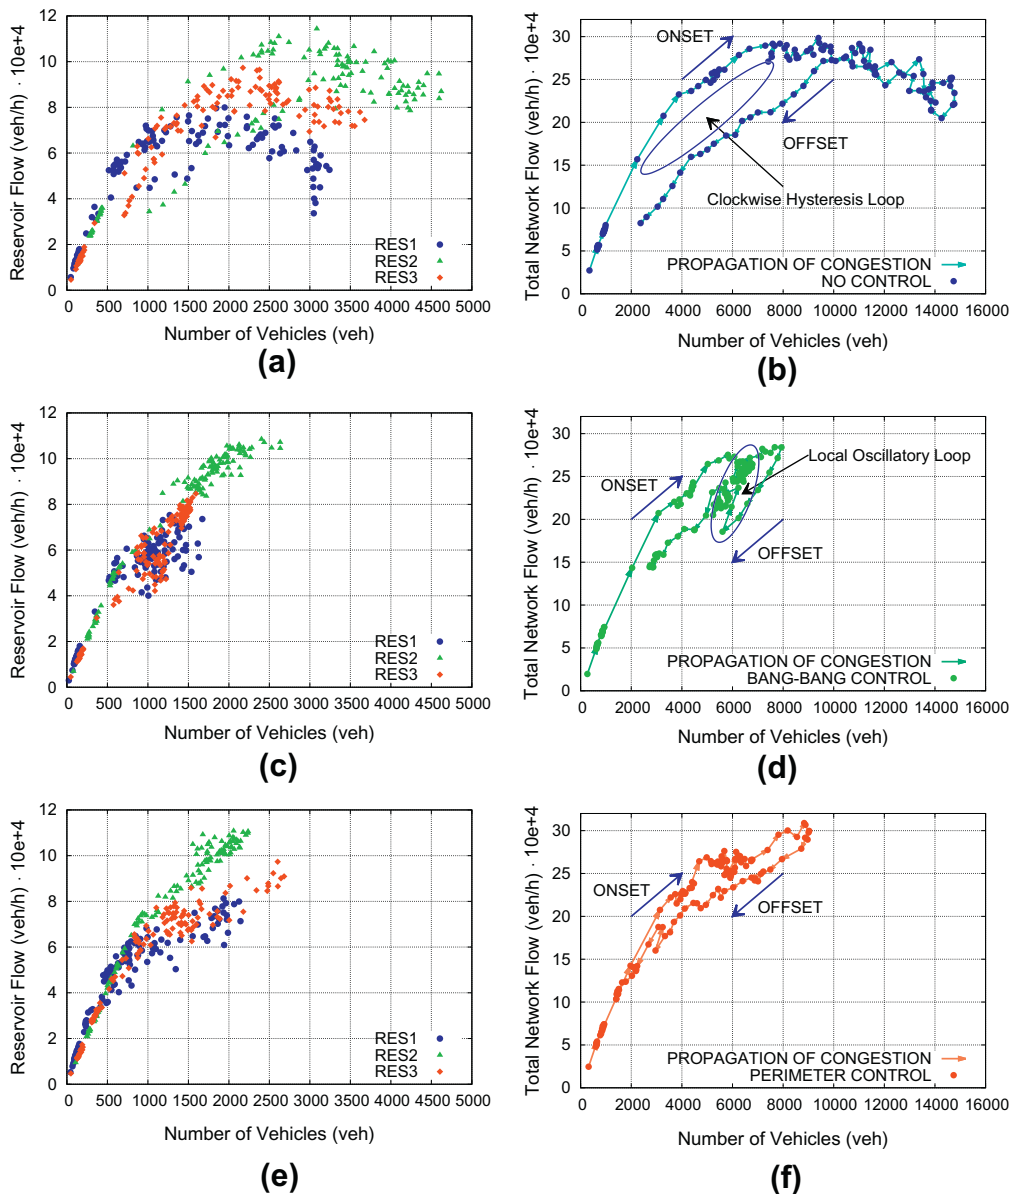 12
10
8
6
4
2
0
0 500 1000 1500 2000 2500 3000 3500 4000 4500 5000
Reservoir Flow (veh/h) · 10e+4
Number of Vehicles (veh)
RES1
RES2
RES3
(a)
30
25
20
15
10
5
0
0 2000 4000 6000 8000 10000 12000 14000 16000
Total Network Flow (veh/h) · 10e+4
Number of Vehicles (veh)
ONSET
OFFSET
Clockwise Hysteresis Loop
PROPAGATION OF CONGESTION
NO CONTROL
(b)
12
10
8
6
4
2
0
0 500 1000 1500 2000 2500 3000 3500 4000 4500 5000
Reservoir Flow (veh/h) · 10e+4
Number of Vehicles (veh)
RES1
RES2
RES3
(c)
30
25
20
15
10
5
0
0 2000 4000 6000 8000 10000 12000 14000 16000
Total Network Flow (veh/h) · 10e+4
Number of Vehicles (veh)
ONSET
Local Oscillatory Loop
OFFSET
PROPAGATION OF CONGESTION
BANG-BANG CONTROL
(d)
12
10
8
6
4
2
0
0 500 1000 1500 2000 2500 3000 3500 4000 4500 5000
Reservoir Flow (veh/h) · 10e+4
Number of Vehicles (veh)
RES1
RES2
RES3
(e)
30
25
20
15
10
5
0
0 2000 4000 6000 8000 10000 12000 14000 16000
Total Network Flow (veh/h) · 10e+4
Number of Vehicles (veh)
ONSET
OFFSET
PROPAGATION OF CONGESTION
PERIMETER CONTROL
(f)